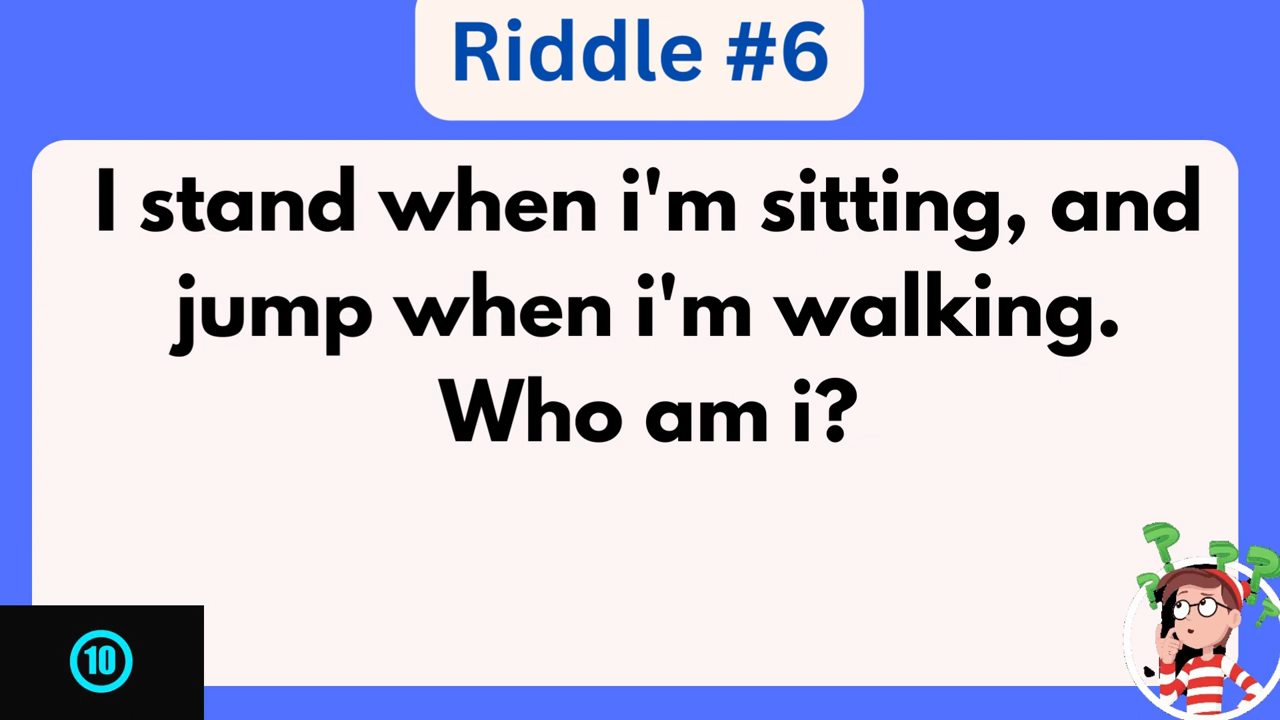 Riddle #6
I stand when i'm sitting, and
jump when i'm walking.
Who am i?
10
? ? ? ? ?